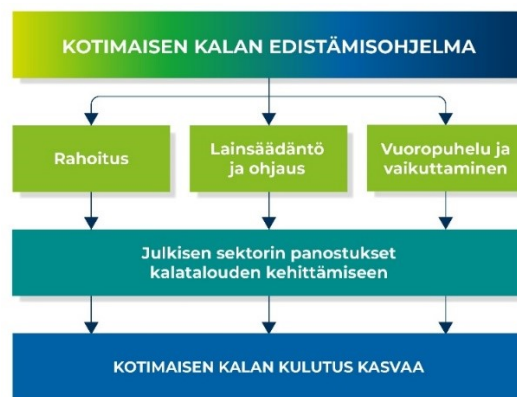 KOTIMAISEN KALAN EDISTÄMISOHJELMA
Rahoitus
Lainsäädäntö
ja ohjaus
Vuoropuhelu ja
vaikuttaminen
Julkisen sektorin panostukset
kalatalouden kehittämiseen
KOTIMAISEN KALAN KULUTUS KASVAA